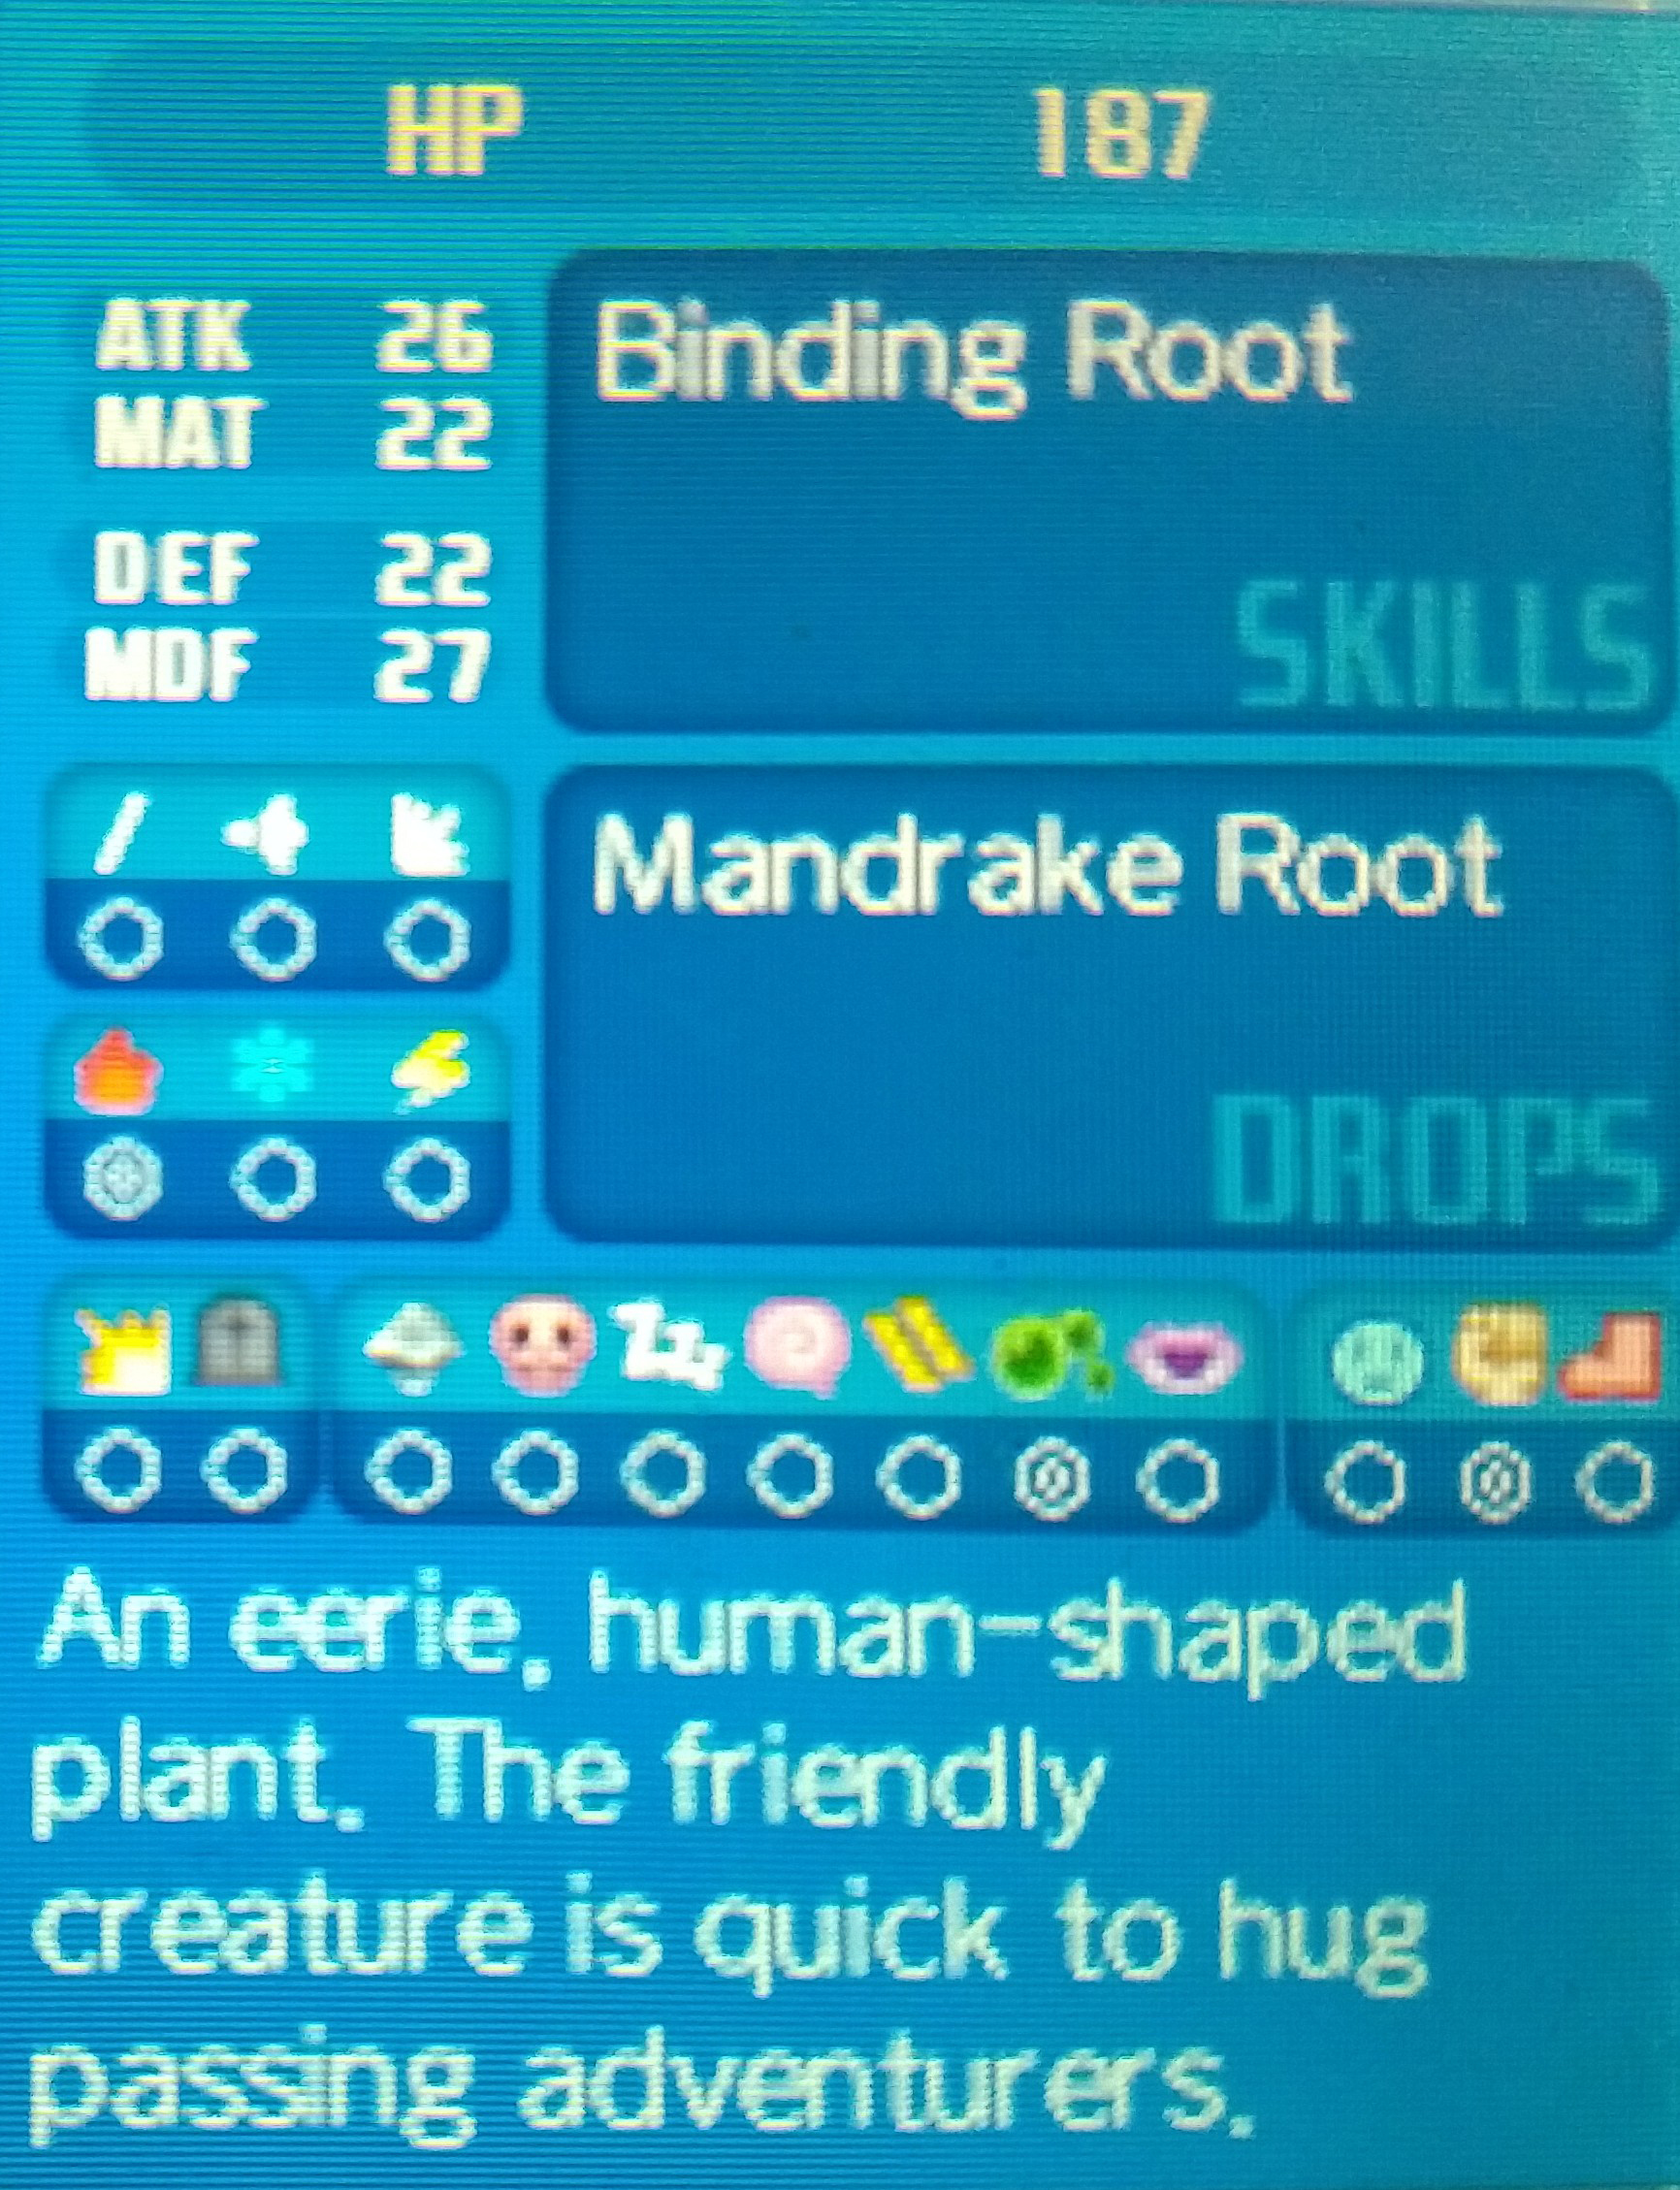 HP 187
ATK 26
MAT 22
DEF 22
MDF 27
Binding Root
SKILLS
Mandrake Root
DROPS
Zzz
An eerie, human-shaped
plant. The friendly
creature is quick to hug
passing adventurers.